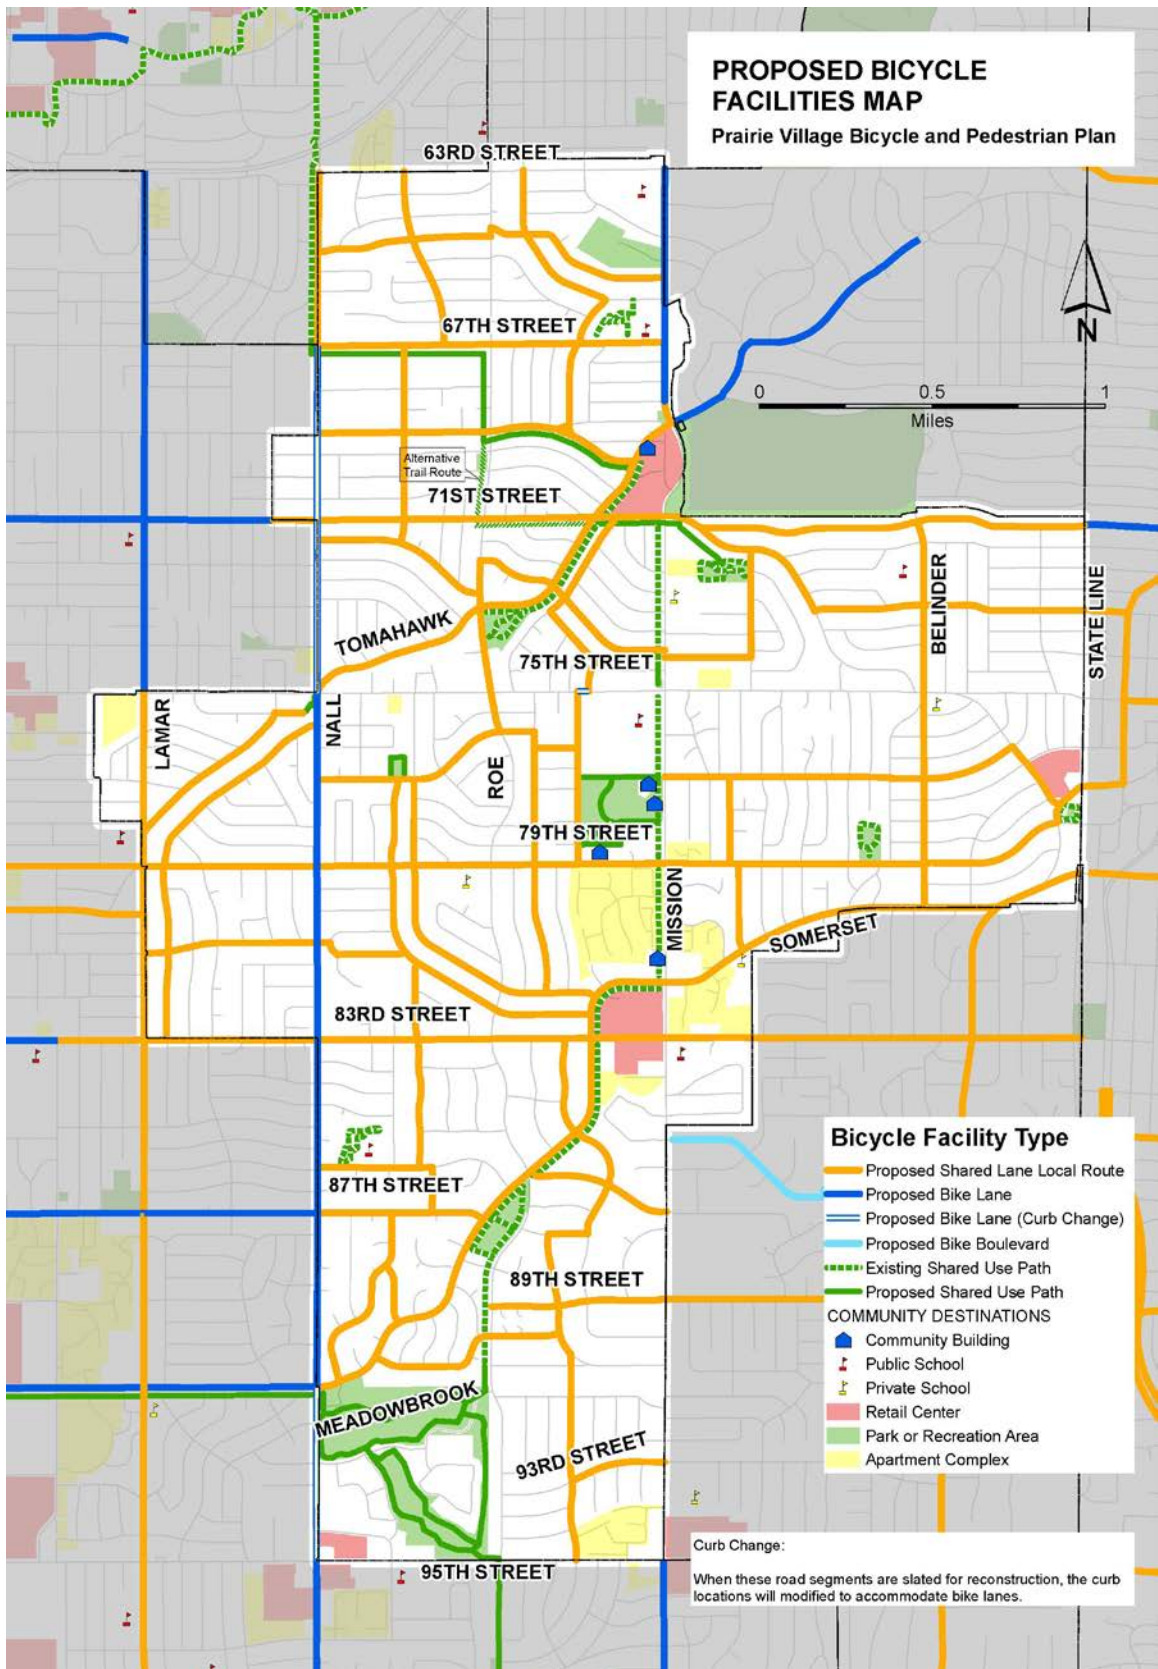 PROPOSED BICYCLE
FACILITIES MAP
Prairie Village Bicycle and Pedestrian Plan
63RD STREET
N
67TH STREET
0 0.5 1
Miles
Alternative
Trail Route
71ST STREET
BELINDER
STATE LINE
TOMAHAWK
75TH STREET
LAMAR
NALL
ROE
79TH STREET
MISSION
SOMERSET
83RD STREET
87TH STREET
89TH STREET
MEADOWBROOK
93RD STREET
95TH STREET
Bicycle Facility Type
Proposed Shared Lane Local Route
Proposed Bike Lane
Proposed Bike Lane (Curb Change)
Proposed Bike Boulevard
Existing Shared Use Path
Proposed Shared Use Path
COMMUNITY DESTINATIONS
Community Building
Public School
Private School
Retail Center
Park or Recreation Area
Apartment Complex
Curb Change:
When these road segments are slated for reconstruction, the curb
locations will modified to accommodate bike lanes.